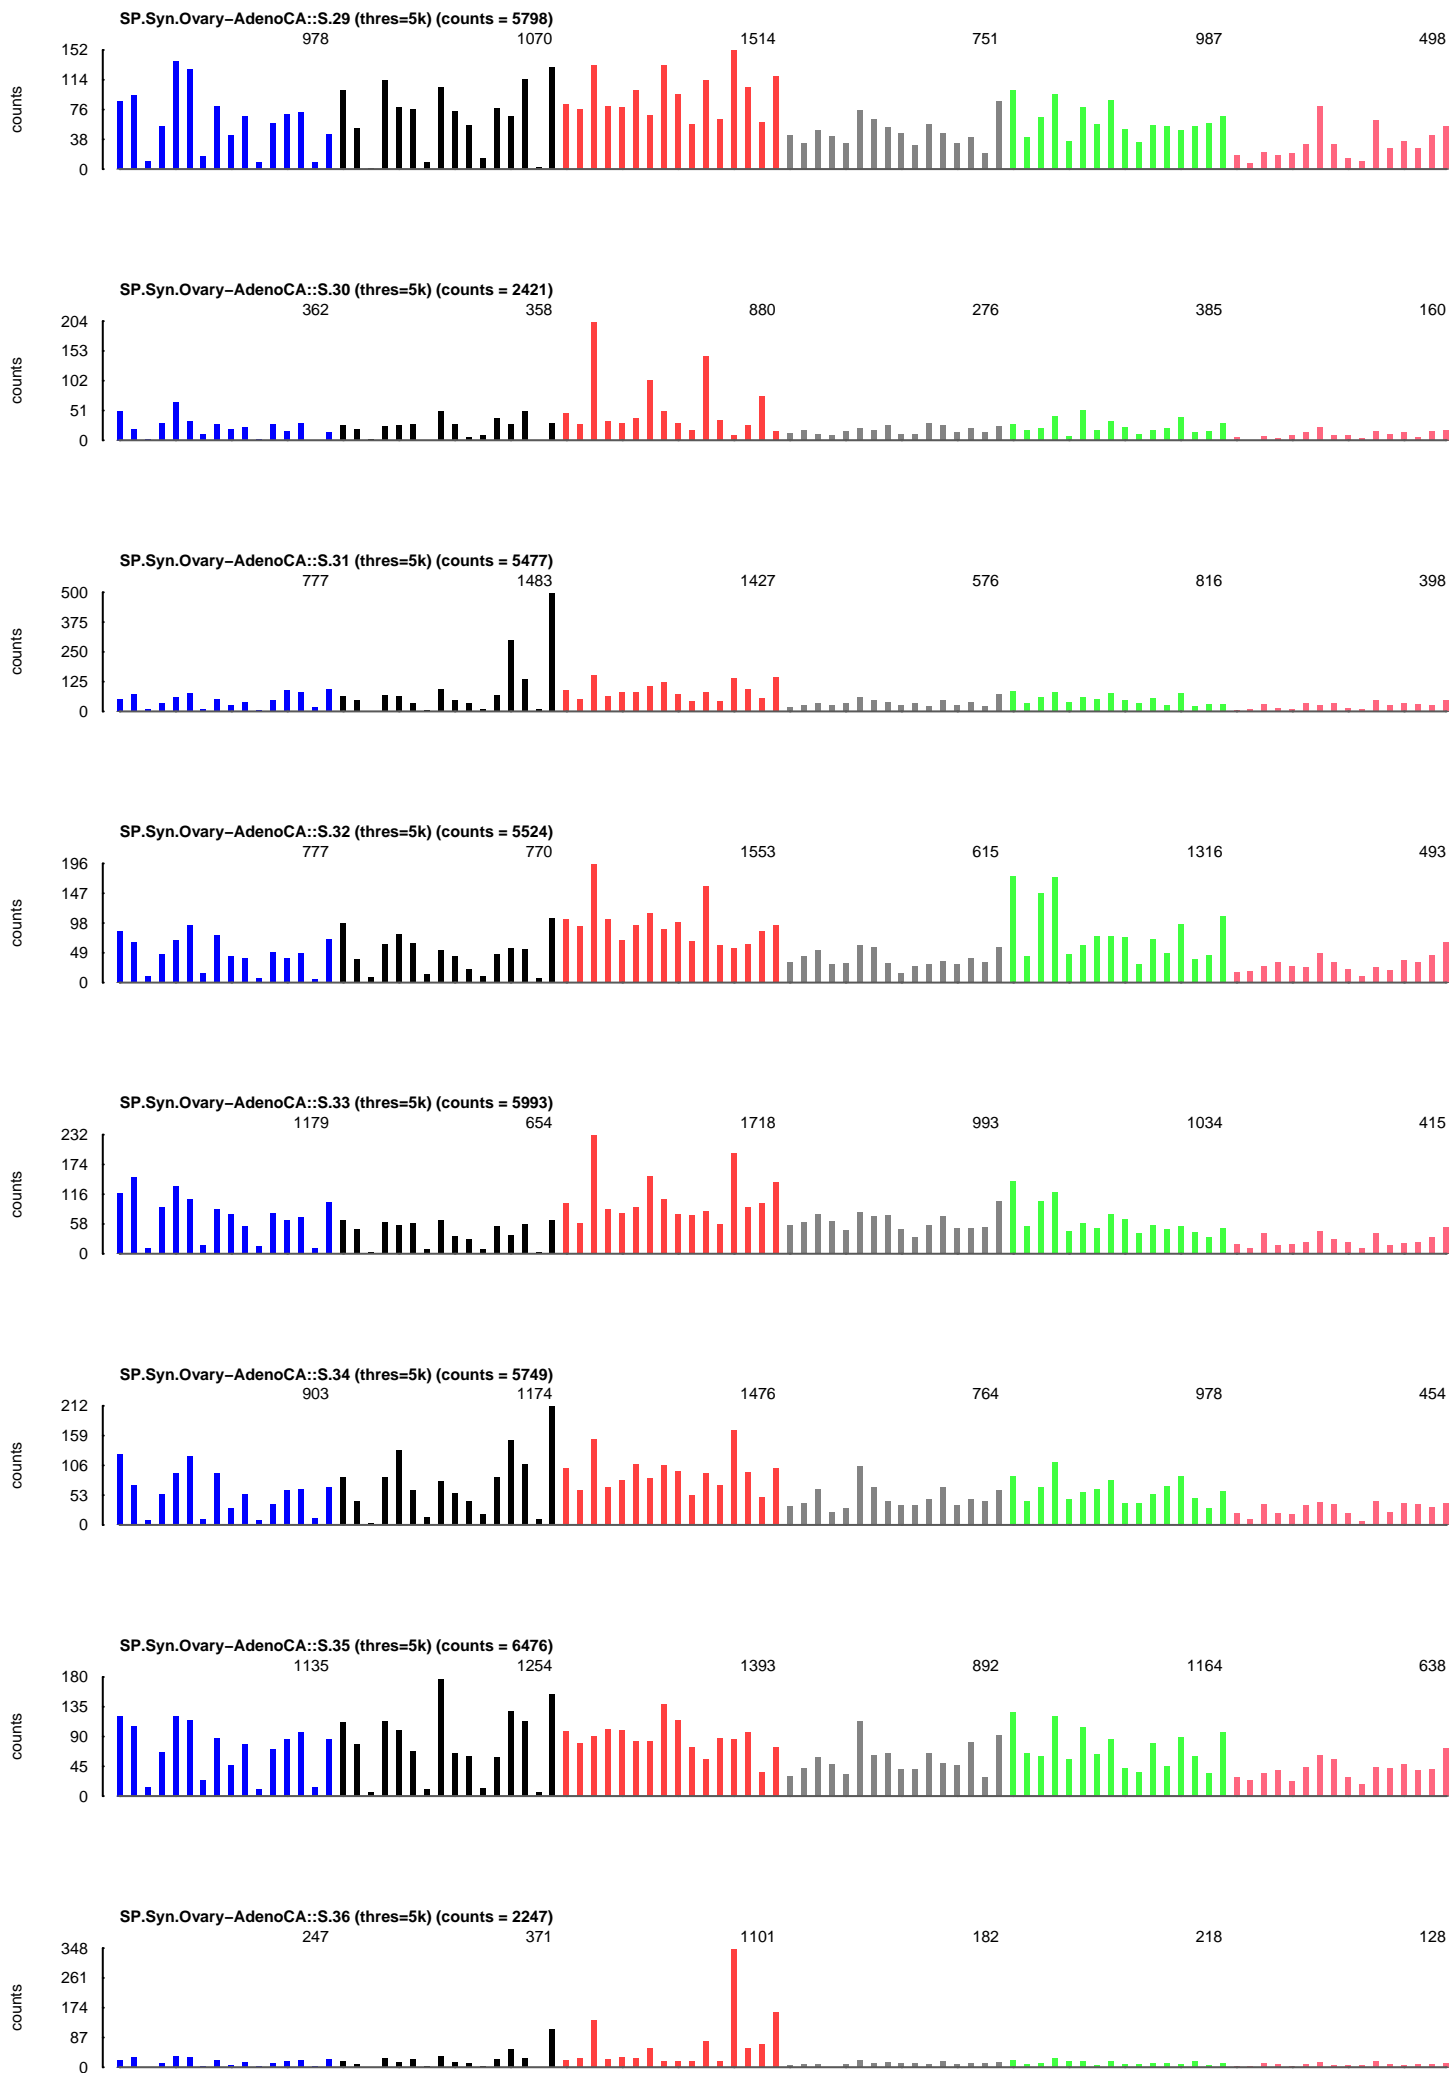 SP.Syn.Ovary−AdenoCA::S.29 (thres=5k) (counts = 5798)
978 1070 1514 751 987 498
152
114
76
38
0
counts
SP.Syn.Ovary−AdenoCA::S.30 (thres=5k) (counts = 2421)
362 358 880 276 385 160
204
153
102
51
0
counts
SP.Syn.Ovary−AdenoCA::S.31 (thres=5k) (counts = 5477)
777 1483 1427 576 816 398
500
375
250
125
0
counts
SP.Syn.Ovary−AdenoCA::S.32 (thres=5k) (counts = 5524)
777 770 1553 615 1316 493
196
147
98
49
0
counts
SP.Syn.Ovary−AdenoCA::S.33 (thres=5k) (counts = 5993)
1179 654 1718 993 1034 415
232
174
116
58
0
counts
SP.Syn.Ovary−AdenoCA::S.34 (thres=5k) (counts = 5749)
903 1174 1476 764 978 454
212
159
106
53
0
counts
SP.Syn.Ovary−AdenoCA::S.35 (thres=5k) (counts = 6476)
1135 1254 1393 892 1164 638
180
135
90
45
0
counts
SP.Syn.Ovary−AdenoCA::S.36 (thres=5k) (counts = 2247)
247 371 1101 182 218 128
348
261
174
87
0
counts